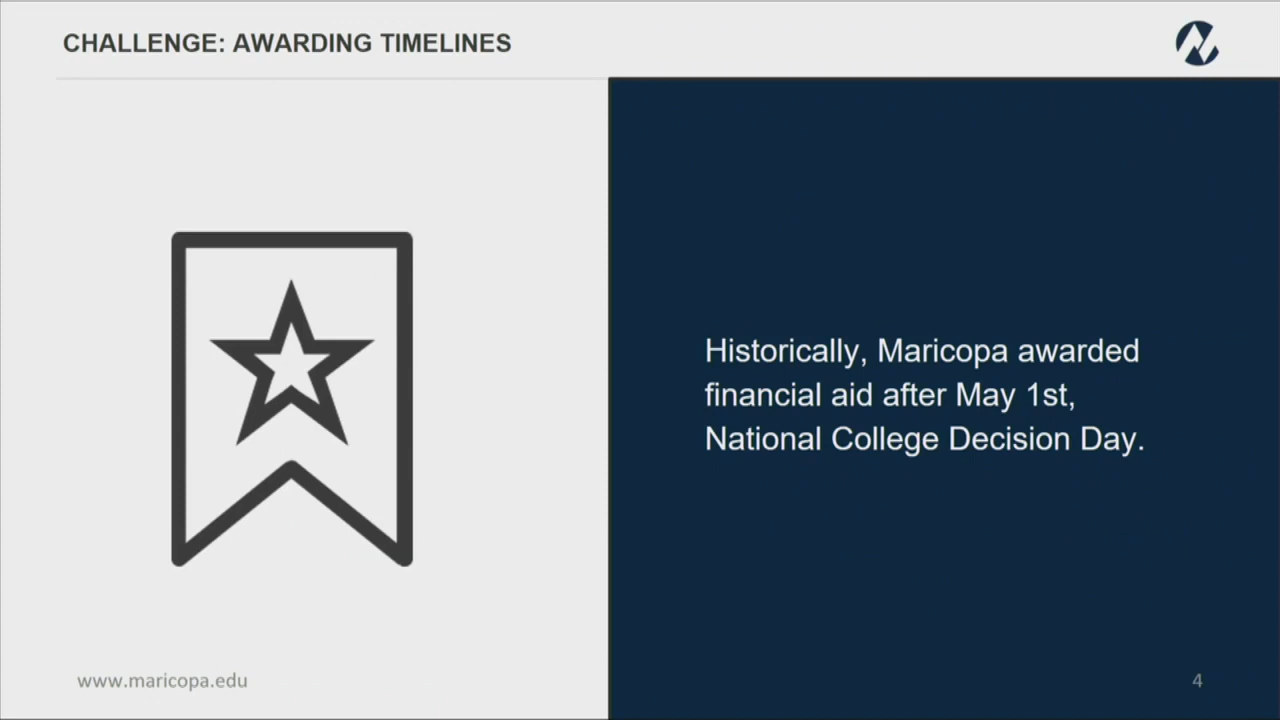 CHALLENGE: AWARDING TIMELINES
Historically, Maricopa awarded
financial aid after May 1st,
National College Decision Day.
www.maricopa.edu
4